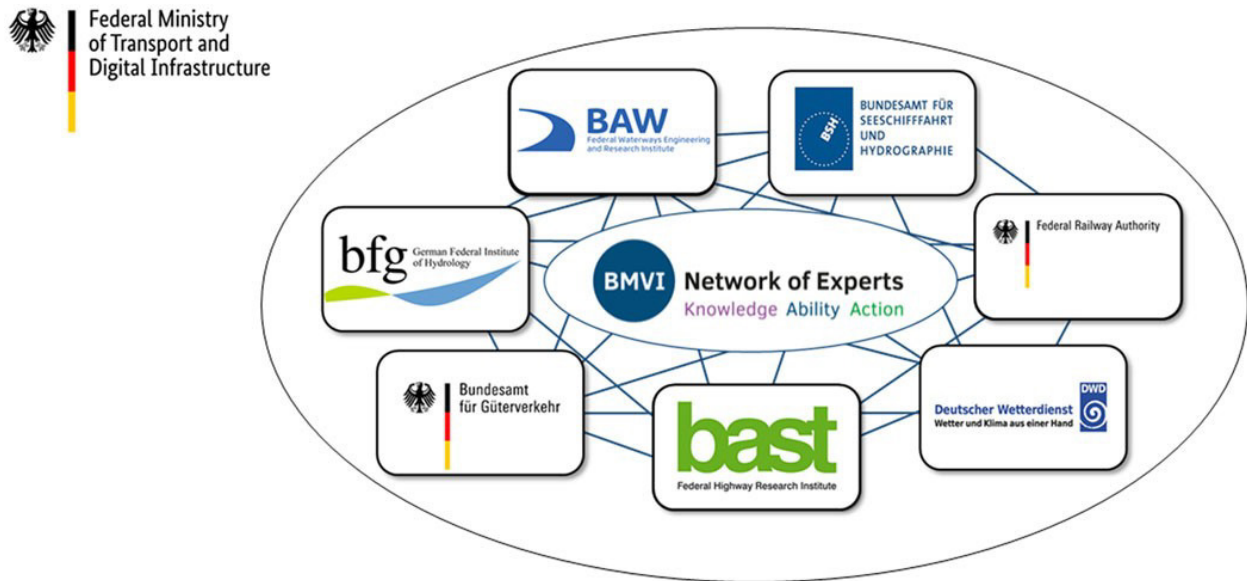 Federal Ministry
of Transport and
Digital Infrastructure
BAW
Federal Waterways Engineering
and Research Institute
BSH
BUNDESAMT FÜR
SEESCHIFFFAHRT
UND
HYDROGRAPHIE
bfg
German Federal Institute
of Hydrology
Federal Railway Authority
BMVI
Network of Experts
Knowledge Ability Action
Bundesamt
für Güterverkehr
bast
Federal Highway Research Institute
Deutscher Wetterdienst
Wetter und Klima aus einer Hand
DWD